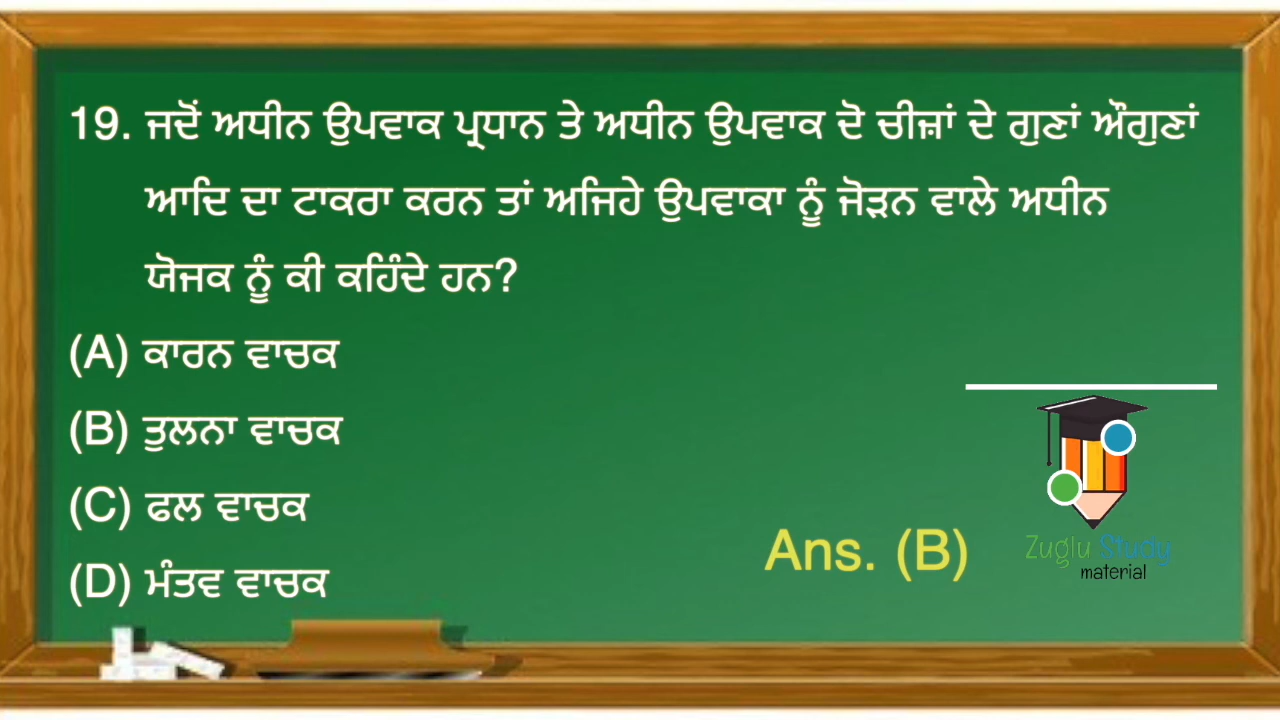 19. ਜਦੋਂ ਅਧੀਨ ਉਪਵਾਕ ਪ੍ਰਧਾਨ ਤੇ ਅਧੀਨ ਉਪਵਾਕ ਦੋ ਚੀਜ਼ਾਂ ਦੇ ਗੁਣਾਂ ਔਗੁਣਾਂ
ਆਦਿ ਦਾ ਟਾਕਰਾ ਕਰਨ ਤਾਂ ਅਜਿਹੇ ਉਪਵਾਕਾ ਨੂੰ ਜੋੜਨ ਵਾਲੇ ਅਧੀਨ
ਯੋਜਕ ਨੂੰ ਕੀ ਕਹਿੰਦੇ ਹਨ?
(A) ਕਾਰਨ ਵਾਚਕ
(B) ਤੁਲਨਾ ਵਾਚਕ
(C) ਫਲ ਵਾਚਕ
(D) ਮੰਤਵ ਵਾਚਕ
Ans. (B)
Zuglu Study
material